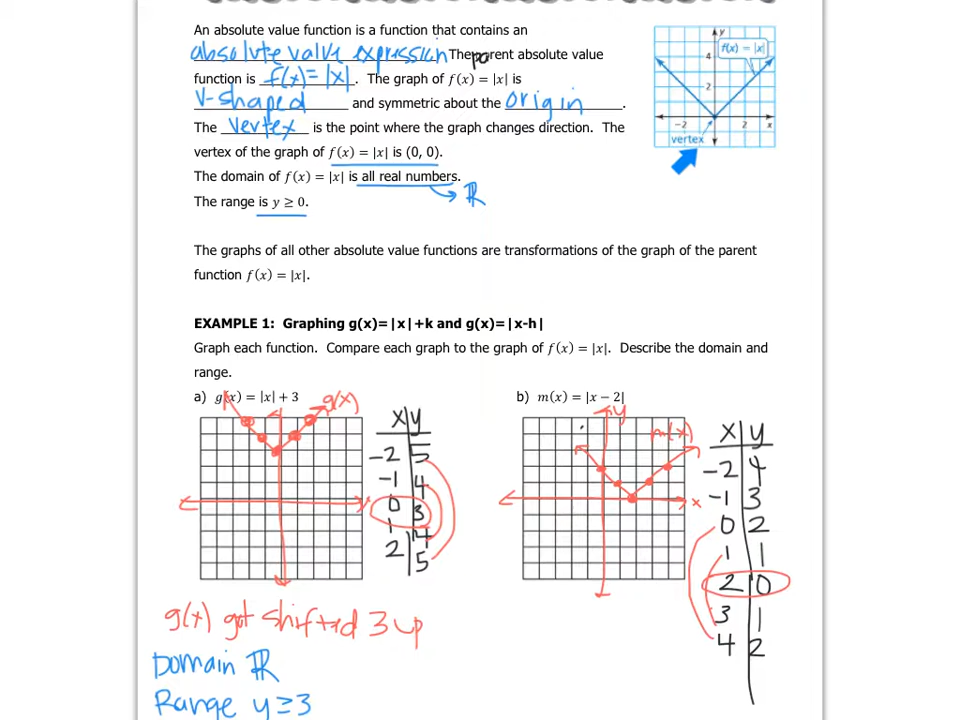 An absolute value function is a function that contains an
absolute value expression The parent absolute value
function is f(x)=|x|. The graph of f(x) = |x| is
V-shaped and symmetric about the origin.
The vertex is the point where the graph changes direction. The
vertex of the graph of f(x) = |x| is (0, 0).
The domain of f(x) = |x| is all real numbers.
ℝ
The range is y ≥ 0.
y
f(x) = |x|
4
2
-2 2 x
vertex
The graphs of all other absolute value functions are transformations of the graph of the parent
function f(x) = |x|.
EXAMPLE 1: Graphing g(x)=|x|+k and g(x)=|x-h|
Graph each function. Compare each graph to the graph of f(x) = |x|. Describe the domain and
range.
a) g(x) = |x| + 3
g(x)
x y
-2 5
-1 4
0 3
1 4
2 5
g(x) got shifted 3 up
Domain ℝ
Range y≥3
b) m(x) = |x − 2|
y
m(x)
x
x y
-2 4
-1 3
0 2
1 1
2 0
3 1
4 2